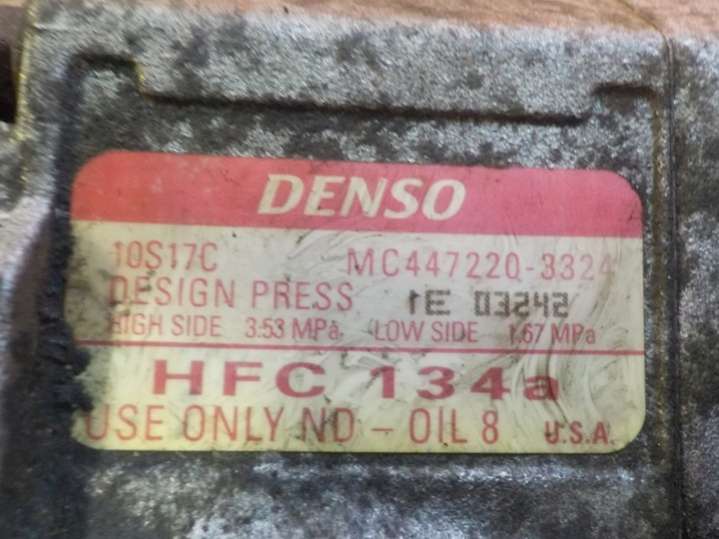 DENSO
10S17C MC447220-3324
DESIGN PRESS 1E 03242
HIGH SIDE 3.53 MPa LOW SIDE 1.67 MPa
HFC 134a
USE ONLY ND-OIL 8 U.S.A.